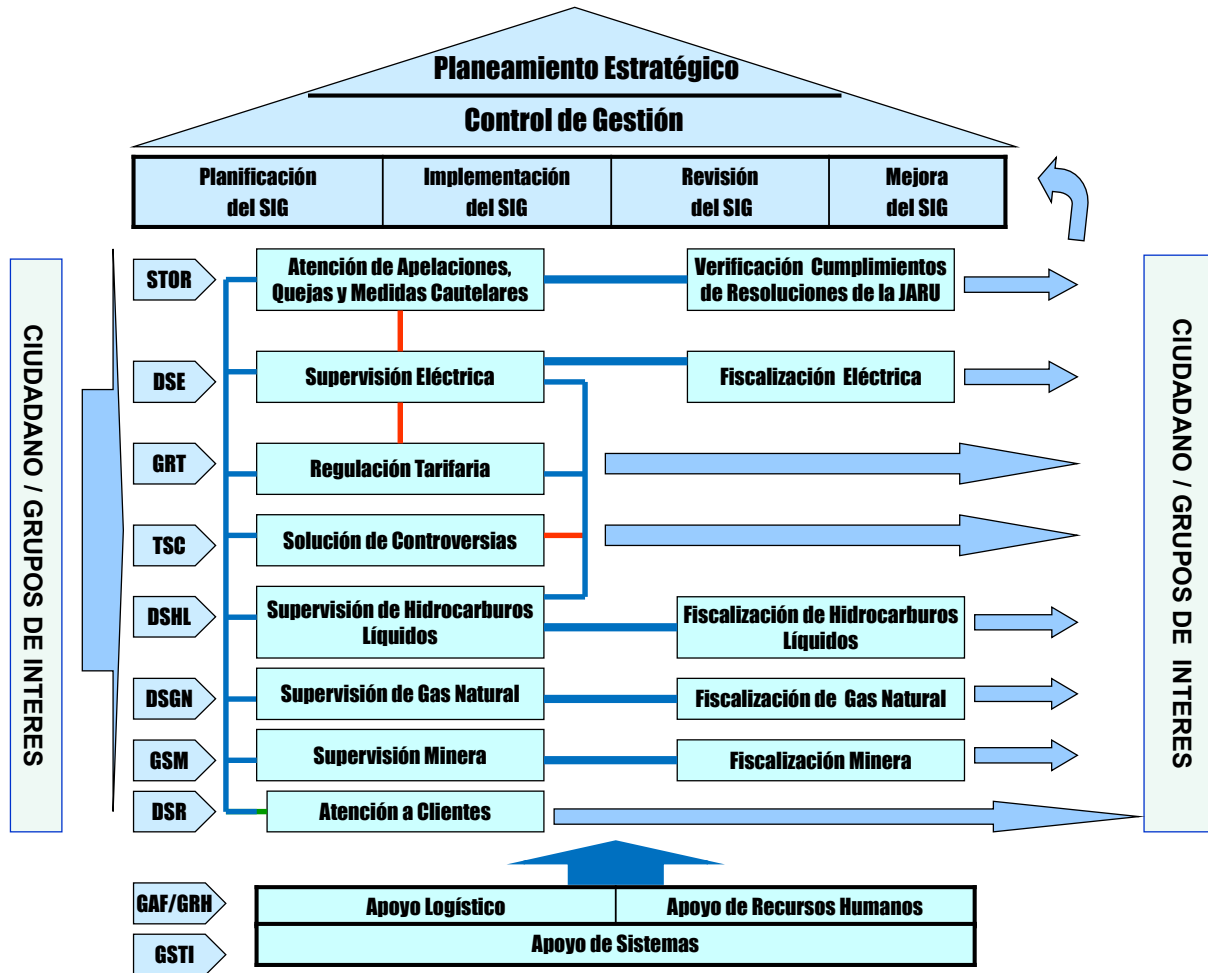 Planeamiento Estratégico
Control de Gestión
Planificación
del SIG
Implementación
del SIG
Revisión
del SIG
Mejora
del SIG
CIUDADANO / GRUPOS DE INTERES
STOR
Atención de Apelaciones,
Quejas y Medidas Cautelares
Verificación Cumplimientos
de Resoluciones de la JARU
DSE
Supervisión Eléctrica
Fiscalización Eléctrica
GRT
Regulación Tarifaria
TSC
Solución de Controversias
DSHL
Supervisión de Hidrocarburos
Líquidos
Fiscalización de Hidrocarburos
Líquidos
DSGN
Supervisión de Gas Natural
Fiscalización de Gas Natural
GSM
Supervisión Minera
Fiscalización Minera
DSR
Atención a Clientes
CIUDADANO / GRUPOS DE INTERES
GAF/GRH
Apoyo Logístico
Apoyo de Recursos Humanos
GSTI
Apoyo de Sistemas